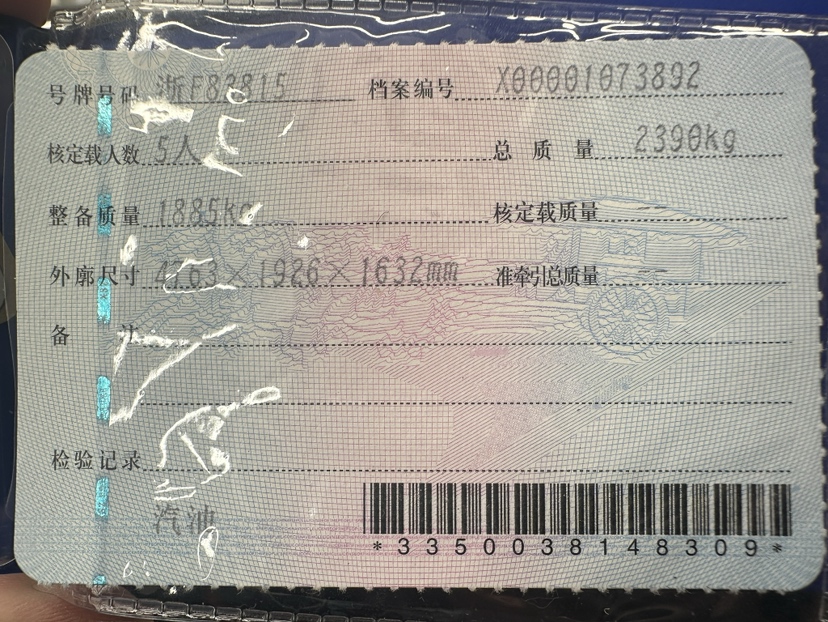 号牌号码 浙F83815 档案编号 X00001073892
核定载人数 5人 总质量 2390kg
整备质量 1885kg 核定载质量
外廓尺寸 4763×1926×1632mm 准牵引总质量 --
备注
检验记录
汽油
*3350038148309*